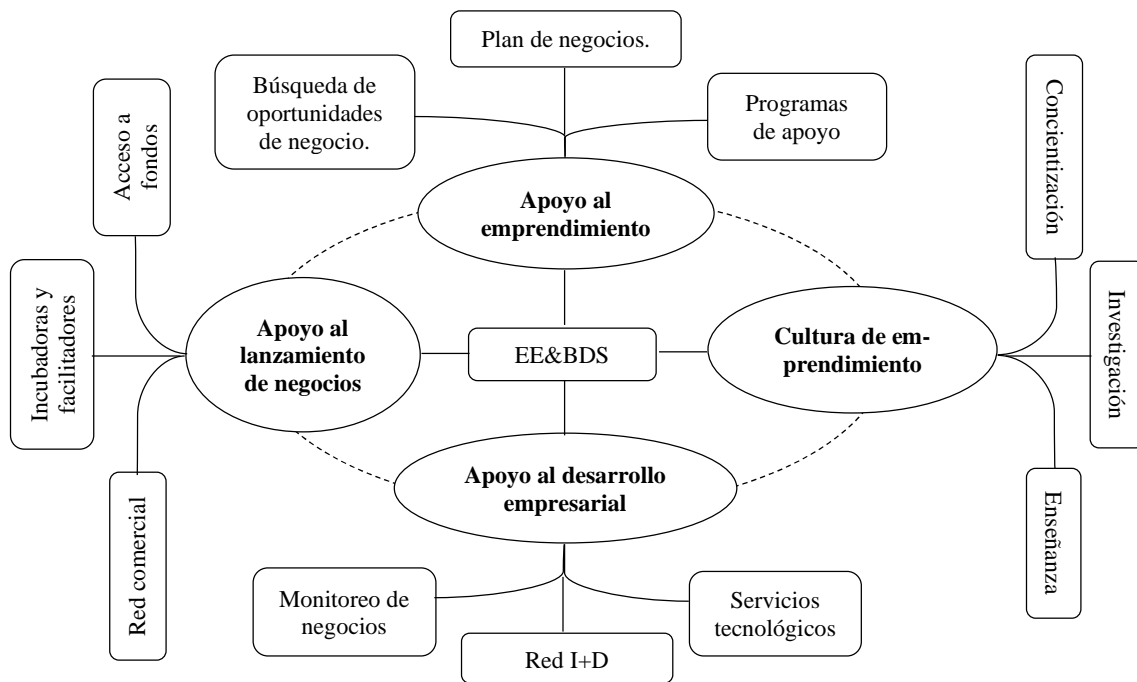 Plan de negocios.
Búsqueda de
oportunidades
de negocio.
Programas
de apoyo
Acceso a
fondos
Concientización
Apoyo al
emprendimiento
Incubadoras y
facilitadores
Apoyo al
lanzamiento
de negocios
EE&BDS
Cultura de em-
prendimiento
Investigación
Apoyo al desarrollo
empresarial
Red comercial
Enseñanza
Monitoreo de
negocios
Servicios
tecnológicos
Red I+D